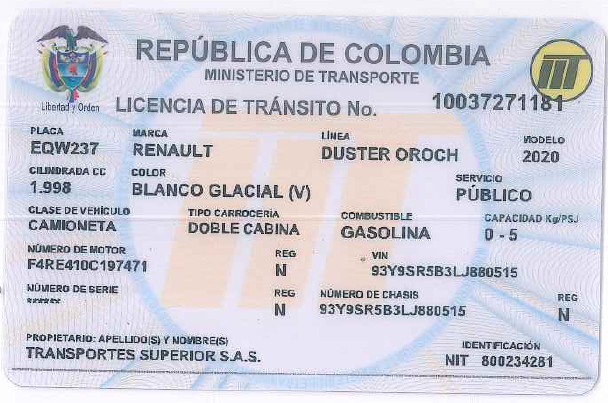 REPÚBLICA DE COLOMBIA
MINISTERIO DE TRANSPORTE
Libertad y Orden
LICENCIA DE TRÁNSITO No. 10037271181
PLACA MARCA LÍNEA MODELO
EQW237 RENAULT DUSTER OROCH 2020
CILINDRADA CC COLOR SERVICIO
1.998 BLANCO GLACIAL (V) PÚBLICO
CLASE DE VEHÍCULO TIPO CARROCERÍA COMBUSTIBLE CAPACIDAD Kg/PSJ
CAMIONETA DOBLE CABINA GASOLINA 0 - 5
NÚMERO DE MOTOR REG VIN
F4RE410C197471 N 93Y9SR5B3LJ880515
NÚMERO DE SERIE REG NÚMERO DE CHASIS REG
****** N 93Y9SR5B3LJ880515 N
PROPIETARIO: APELLIDO(S) Y NOMBRE(S) IDENTIFICACIÓN
TRANSPORTES SUPERIOR S.A.S. NIT 800234281